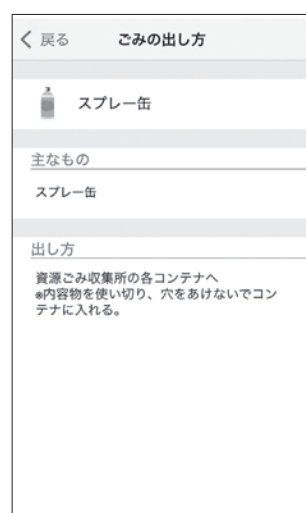 戻る ごみの出し方
スプレー缶
主なもの
スプレー缶
出し方
資源ごみ収集所の各コンテナへ
※内容物を使い切り、穴をあけないでコン
テナに入れる。